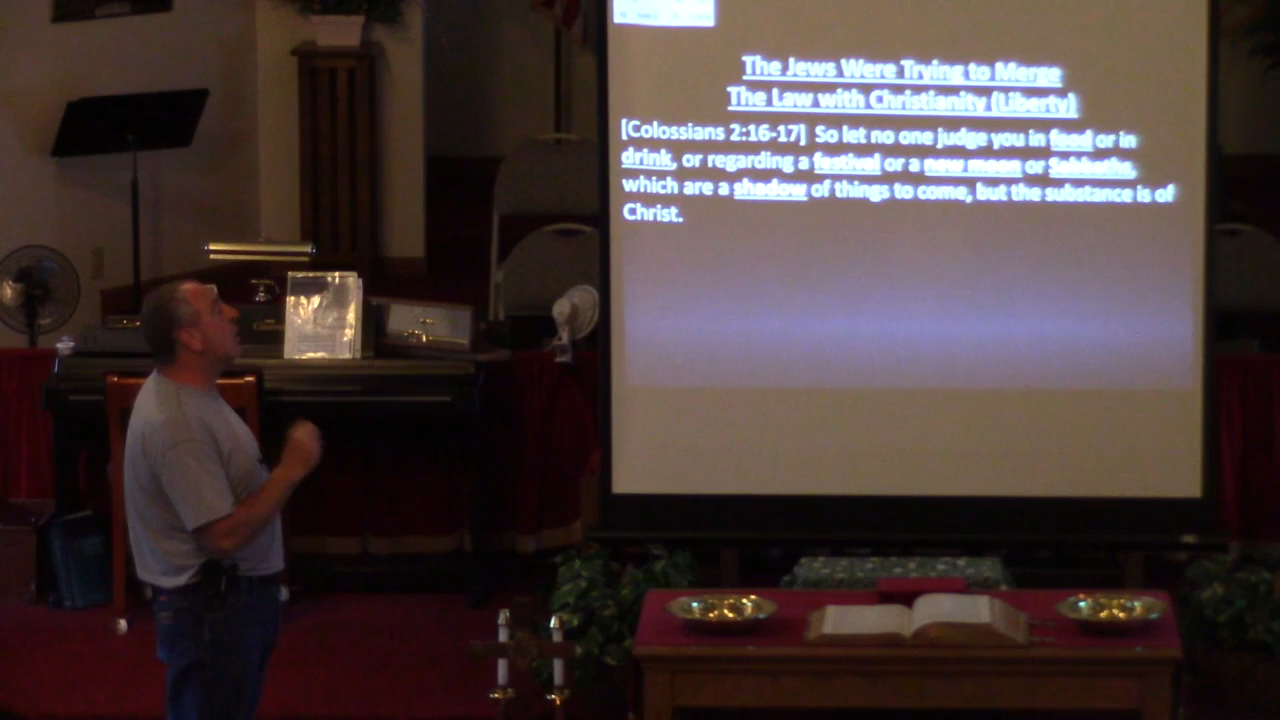 The Jews Were Trying to Merge
The Law with Christianity (Liberty)
[Colossians 2:16-17] So let no one judge you in food or in
drink, or regarding a festival or a new moon or Sabbaths,
which are a shadow of things to come, but the substance is of
Christ.